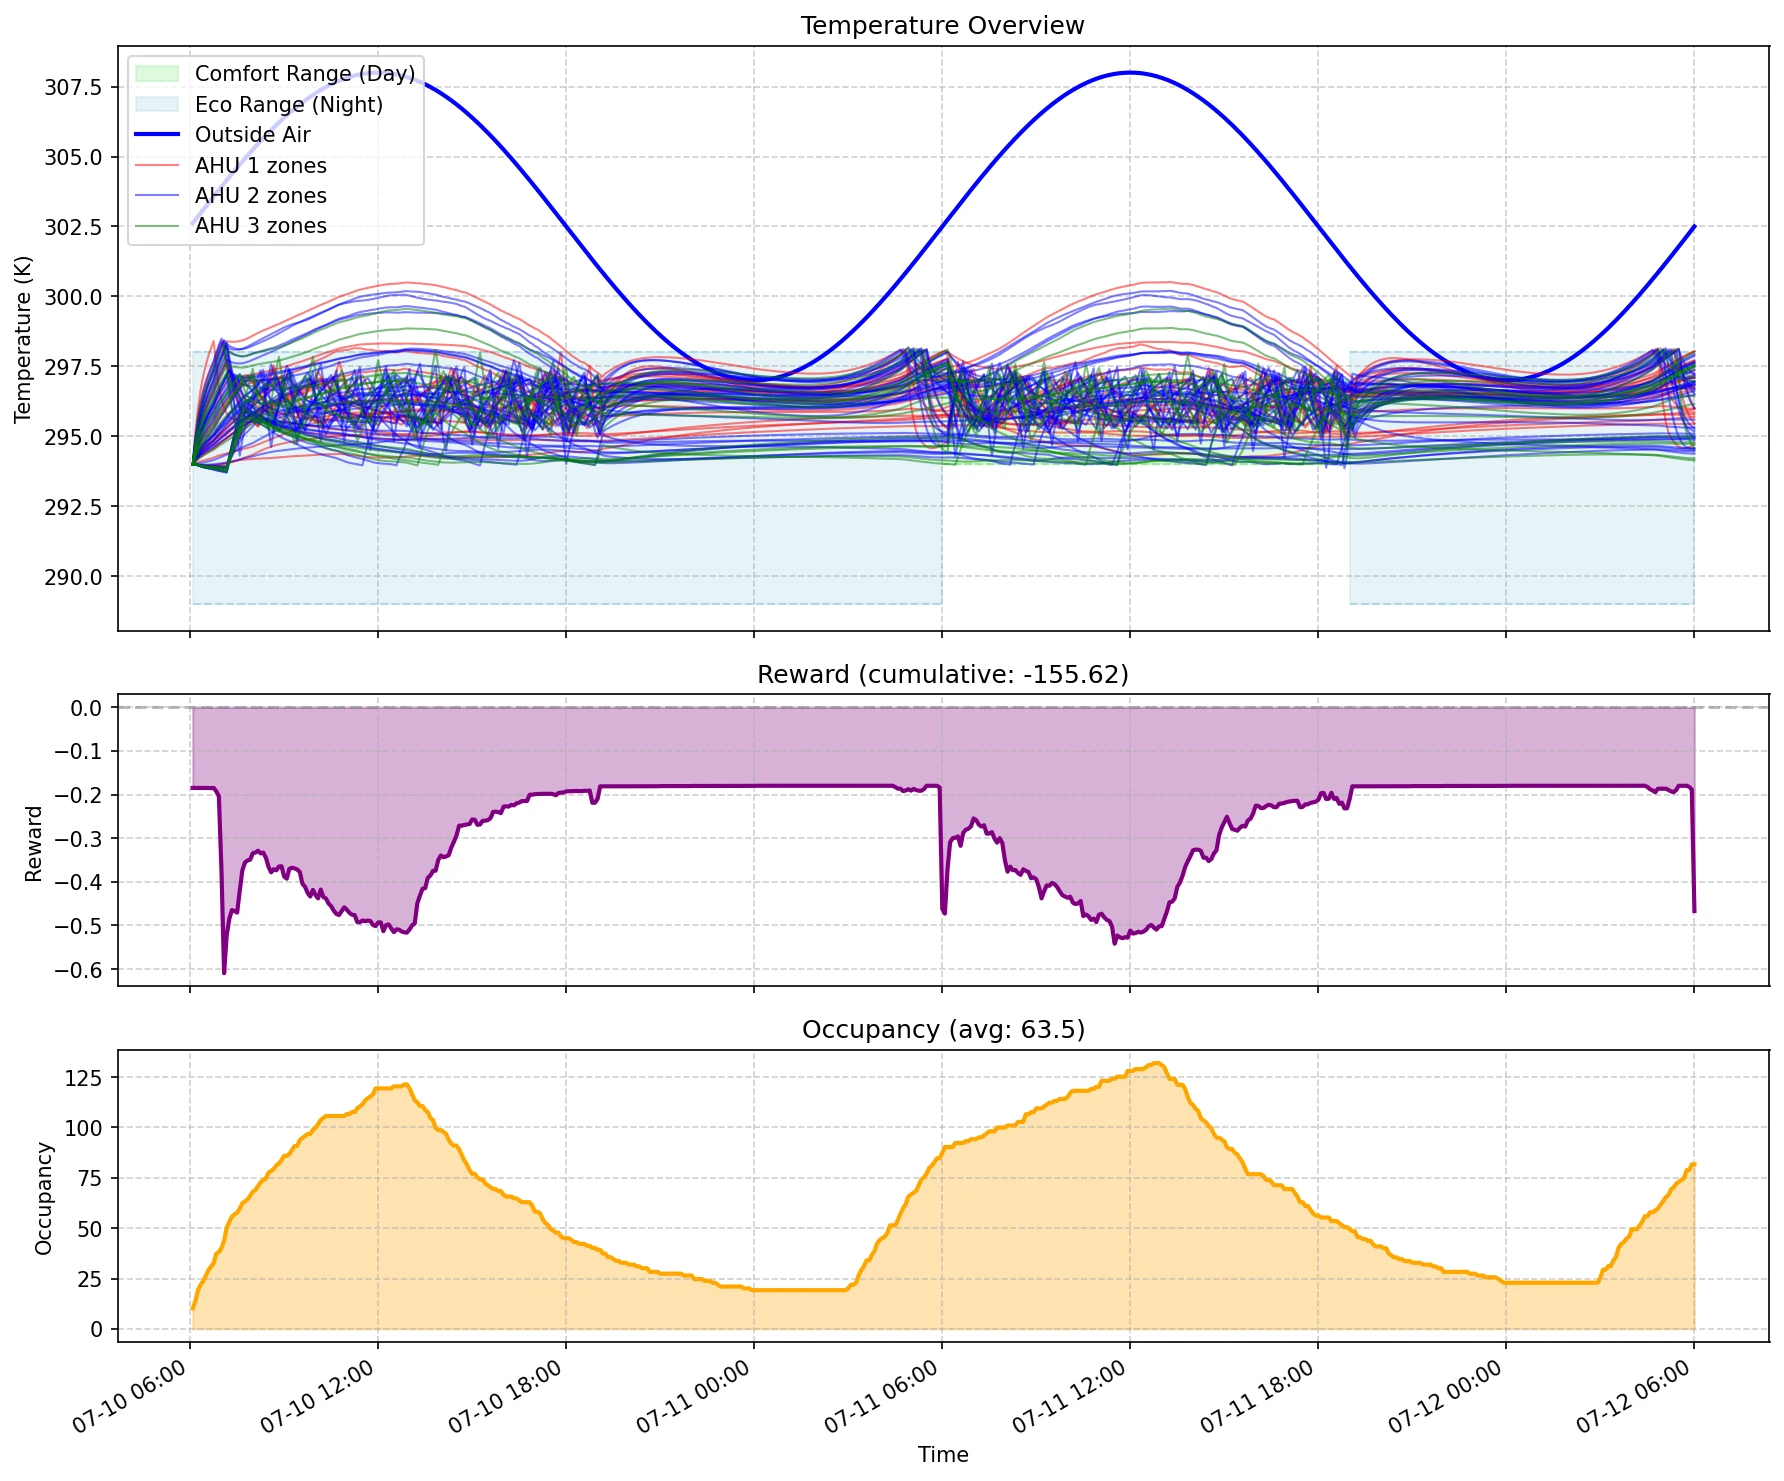 Temperature Overview
Temperature (K)
307.5
305.0
302.5
300.0
297.5
295.0
292.5
290.0
Comfort Range (Day)
Eco Range (Night)
Outside Air
AHU 1 zones
AHU 2 zones
AHU 3 zones
Reward (cumulative: -155.62)
Reward
0.0
−0.1
−0.2
−0.3
−0.4
−0.5
−0.6
Occupancy (avg: 63.5)
Occupancy
125
100
75
50
25
0
07-10 06:00
07-10 12:00
07-10 18:00
07-11 00:00
07-11 06:00
07-11 12:00
07-11 18:00
07-12 00:00
07-12 06:00
Time